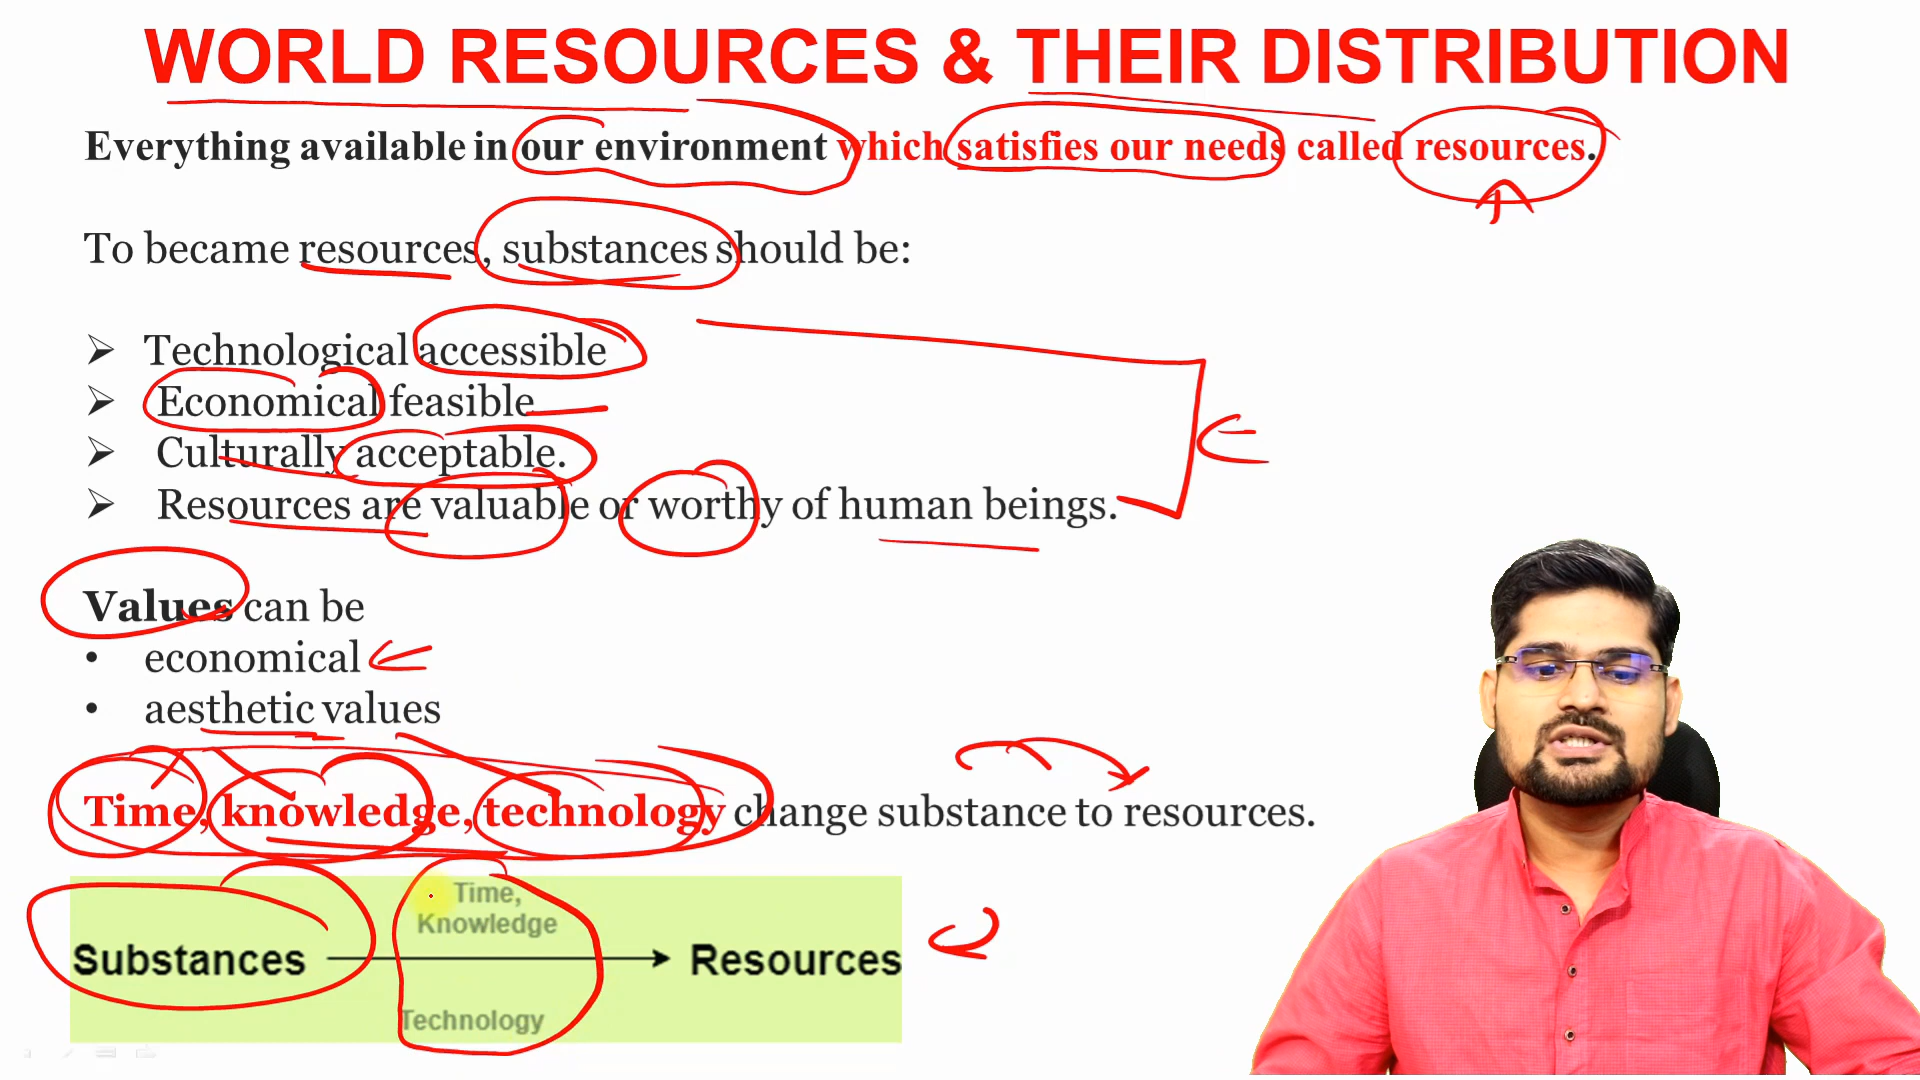 WORLD RESOURCES & THEIR DISTRIBUTION
Everything available in our environment which satisfies our needs called resources.
To became resources, substances should be:
➢ Technological accessible
➢ Economical feasible
➢ Culturally acceptable.
➢ Resources are valuable or worthy of human beings.
Values can be
• economical
• aesthetic values
Time, knowledge, technology change substance to resources.
Time,
Knowledge
Substances → Resources
Technology